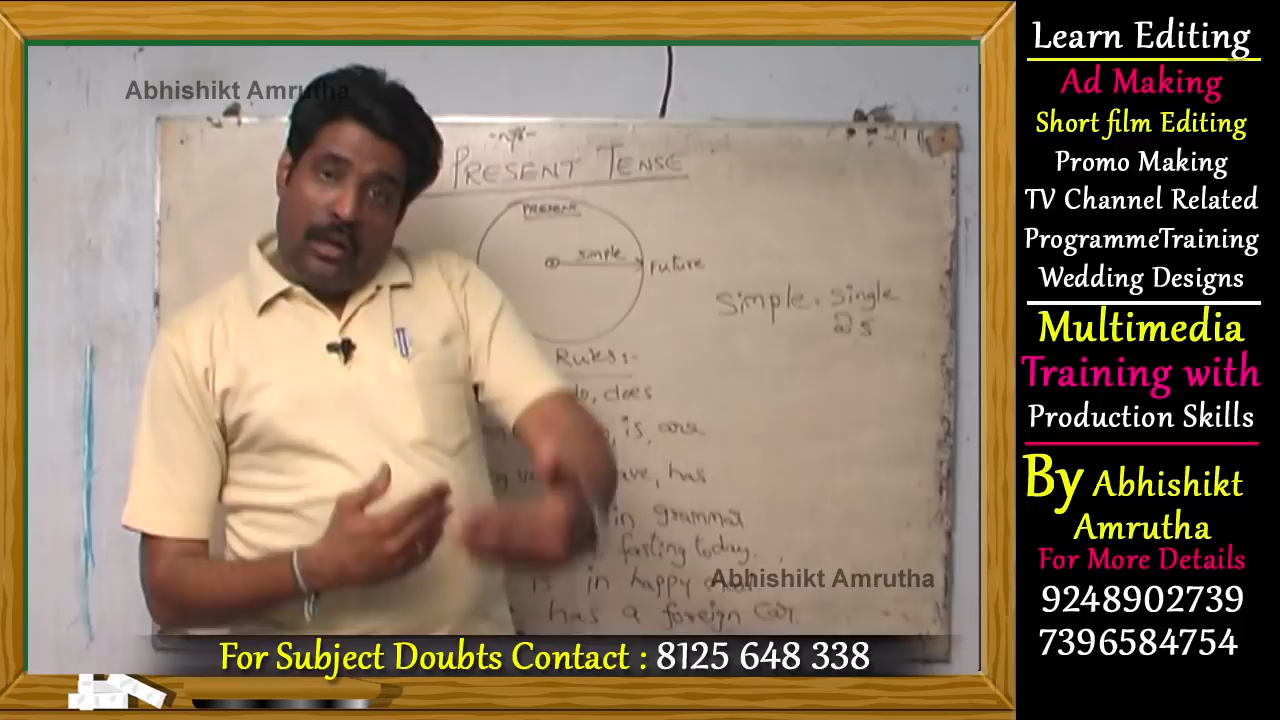 Abhishikt Amrutha
PRESENT TENSE
PRESENT
simple
Future
Simple. Single
Rules:-
do, does
is, are
has
in grammar
fasting today.
is in happy
has a foreign car.
Abhishikt Amrutha
For Subject Doubts Contact : 8125 648 338
Learn Editing
Ad Making
Short film Editing
Promo Making
TV Channel Related
ProgrammeTraining
Wedding Designs
Multimedia
Training with
Production Skills
By Abhishikt
Amrutha
For More Details
9248902739
7396584754